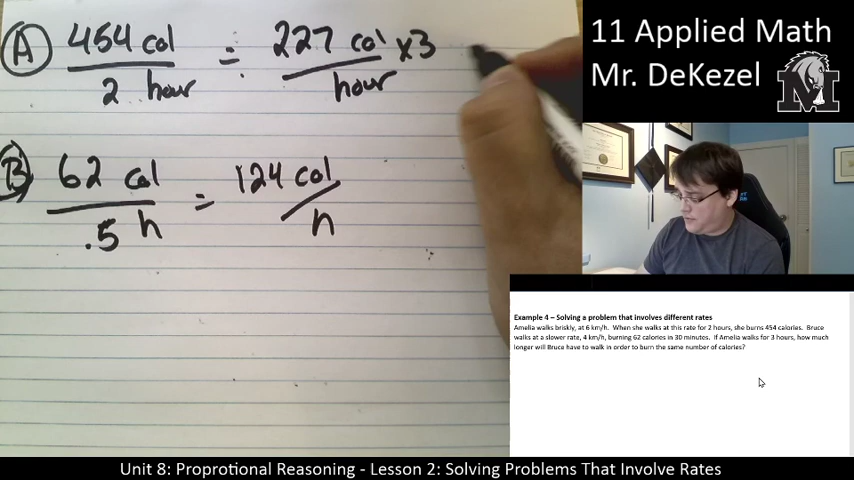 11 Applied Math
Mr. DeKezel
M
A 454 cal / 2 hour = 227 cal / hour x3
B 62 cal / .5 h = 124 cal / h
Example 4 – Solving a problem that involves different rates
Amelia walks briskly, at 6 km/h. When she walks at this rate for 2 hours, she burns 454 calories. Bruce
walks at a slower rate, 4 km/h, burning 62 calories in 30 minutes. If Amelia walks for 3 hours, how much
longer will Bruce have to walk in order to burn the same number of calories?
Unit 8: Proprotional Reasoning - Lesson 2: Solving Problems That Involve Rates